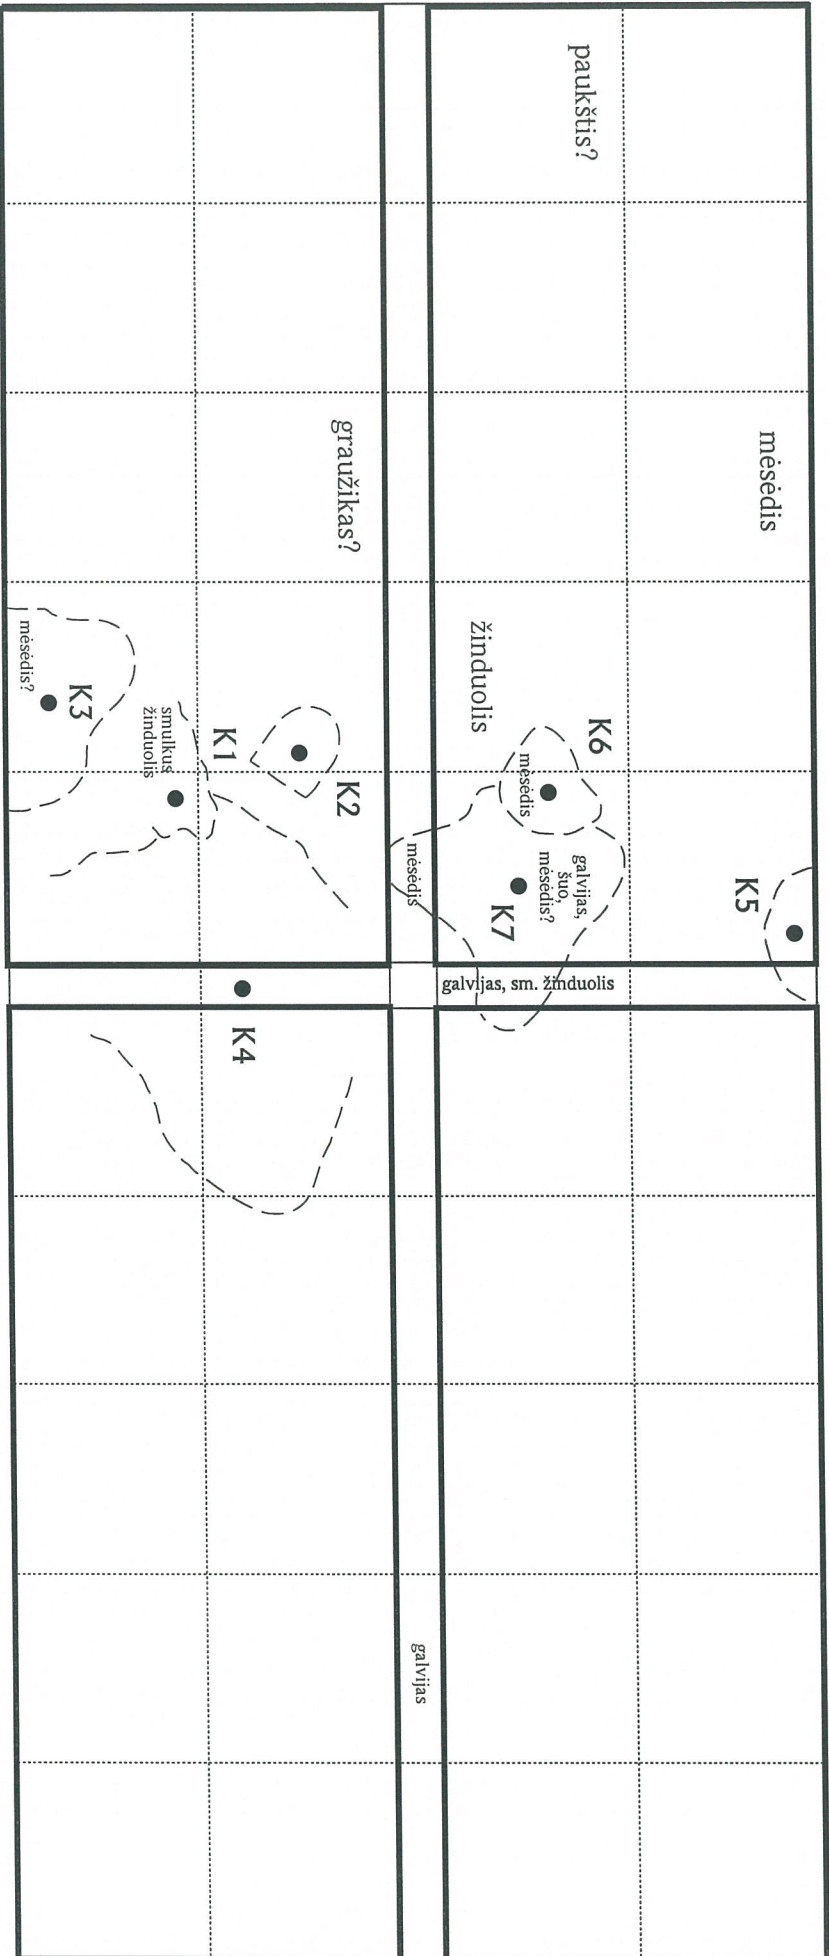 mėsėdis
paukštis?
žinduolis
K5
K6
mėsėdis
galvijas,
šuo,
mėsėdis?
K7
mėsėdis
galvijas, sm. žinduolis
galvijas
graužikas?
K2
K1
smulkus
žinduolis
K3
mėsėdis?
K4